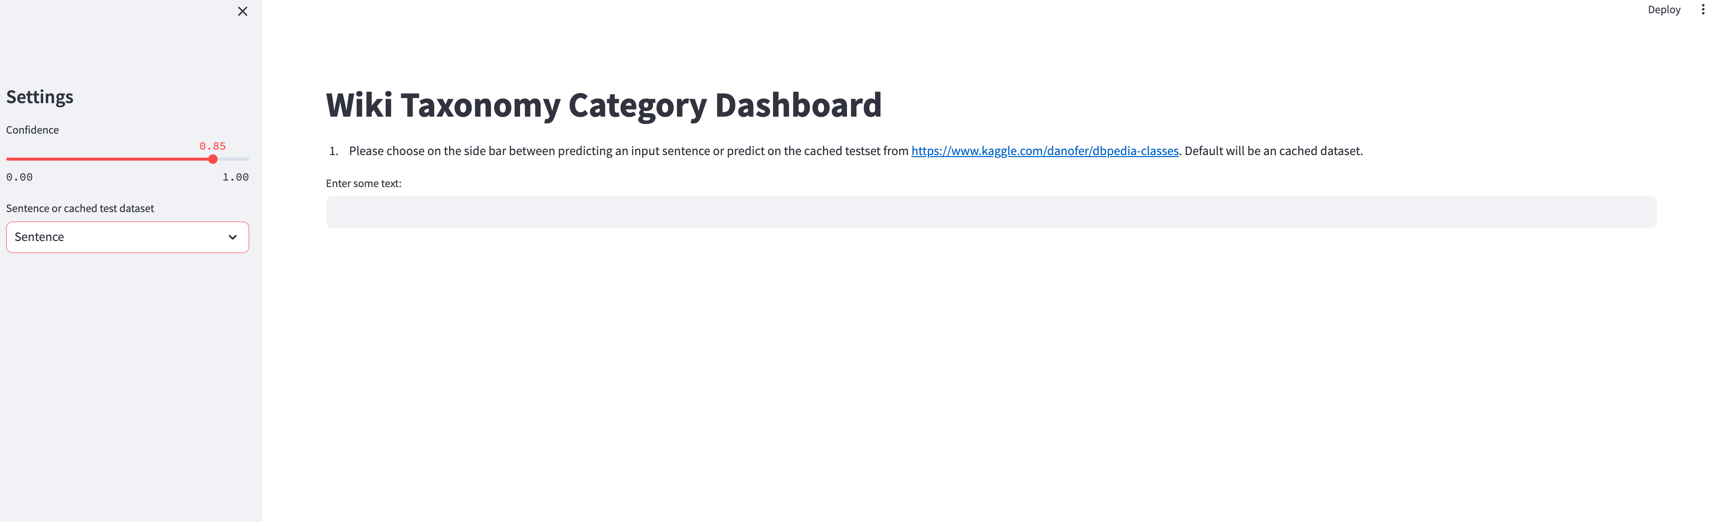 Deploy
Settings
Confidence
0.85
0.00 1.00
Sentence or cached test dataset
Sentence
Wiki Taxonomy Category Dashboard
1. Please choose on the side bar between predicting an input sentence or predict on the cached testset from https://www.kaggle.com/danofer/dbpedia-classes. Default will be an cached dataset.
Enter some text: